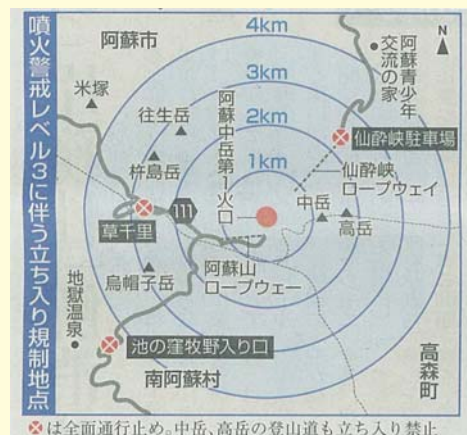 噴火警戒レベル3に伴う立ち入り規制地点
4km
3km
2km
1km
N
阿蘇市
米塚
往生岳
杵島岳
阿蘇中岳第1火口
阿蘇青少年
交流の家
仙酔峡駐車場
仙酔峡
ロープウェイ
中岳
高岳
111
草千里
烏帽子岳
阿蘇山
ロープウェー
地獄温泉
池の窪牧野入り口
南阿蘇村
高森町
は全面通行止め。中岳、高岳の登山道も立ち入り禁止